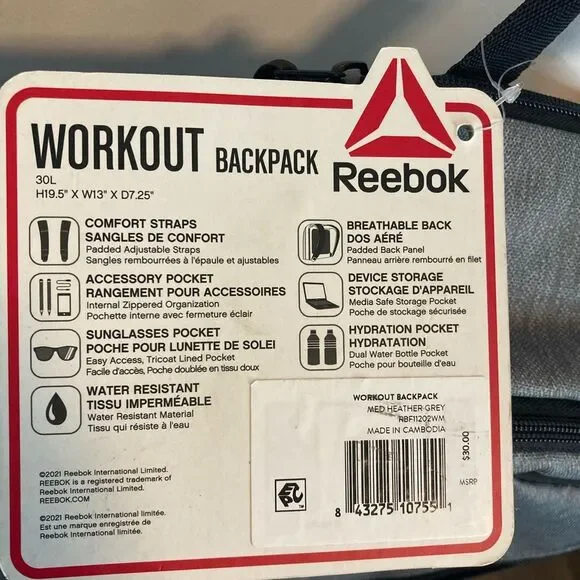 WORKOUT BACKPACK
30L
H19.5" X W13" X D7.25"
Reebok
COMFORT STRAPS
SANGLES DE CONFORT
Padded Adjustable Straps
Sangles rembourrées à l'épaule et ajustables
ACCESSORY POCKET
RANGEMENT POUR ACCESSOIRES
Internal Zippered Organization
Pochette interne avec fermeture éclair
SUNGLASSES POCKET
POCHE POUR LUNETTE DE SOLEI
Easy Access, Tricoat Lined Pocket
Facile d'accès, Poche doublée en tissu doux
WATER RESISTANT
TISSU IMPERMÉABLE
Water Resistant Material
Tissu qui résiste à l'eau
BREATHABLE BACK
DOS AÉRÉ
Padded Back Panel
Panneau arrière rembourré en filet
DEVICE STORAGE
STOCKAGE D'APPAREIL
Media Safe Storage Pocket
Poche de stockage sécurisée
HYDRATION POCKET
HYDRATATION
Dual Water Bottle Pocket
Poche pour bouteille d'eau
©2021 Reebok International Limited.
REEBOK is a registered trademark of
Reebok International Limited.
REEBOK.COM
©2021 Reebok International limitée.
Est une marque enregistrée de
Reebok International limitée.
WORKOUT BACKPACK
MED HEATHER GREY
RBF11202WM
MADE IN CAMBODIA
EPC™
8 43275 10755 1
$30.00
MSRP